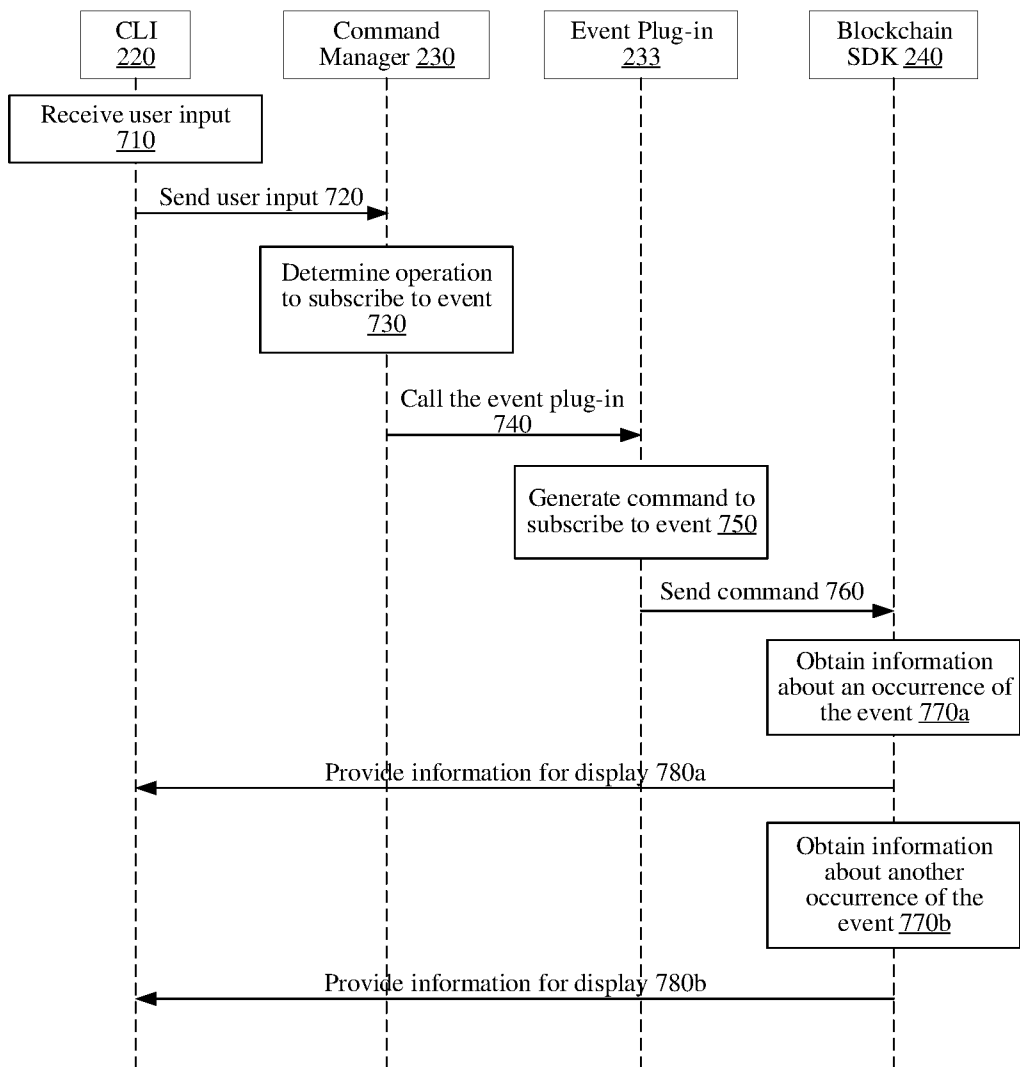 CLI
220
Command
Manager 230
Event Plug-in
233
Blockchain
SDK 240
Receive user input
710
Send user input 720
Determine operation
to subscribe to event
730
Call the event plug-in
740
Generate command to
subscribe to event 750
Send command 760
Obtain information
about an occurrence of
the event 770a
Provide information for display 780a
Obtain information
about another
occurrence of the
event 770b
Provide information for display 780b